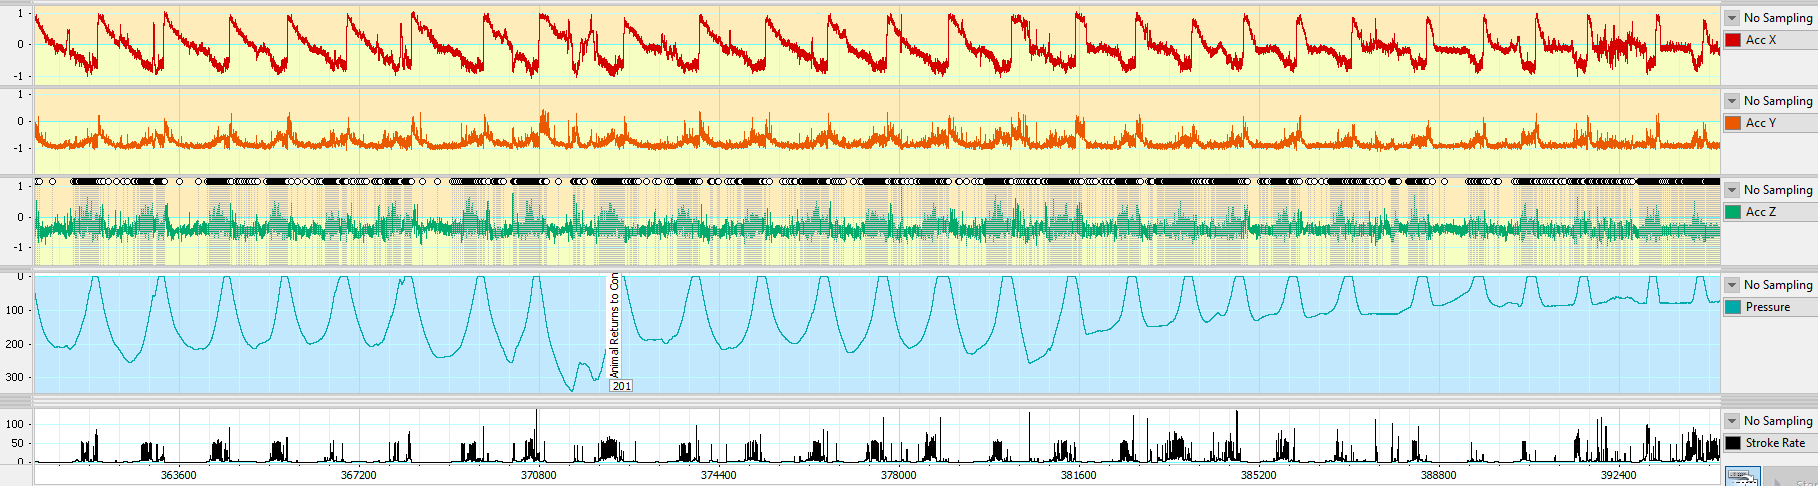 1
0
-1
No Sampling
Acc X
1
0
-1
No Sampling
Acc Y
1
0
-1
No Sampling
Acc Z
0
100
200
300
Animal Returns to Con
201
No Sampling
Pressure
100
50
0
No Sampling
Stroke Rate
363600
367200
370800
374400
378000
381600
385200
388800
392400